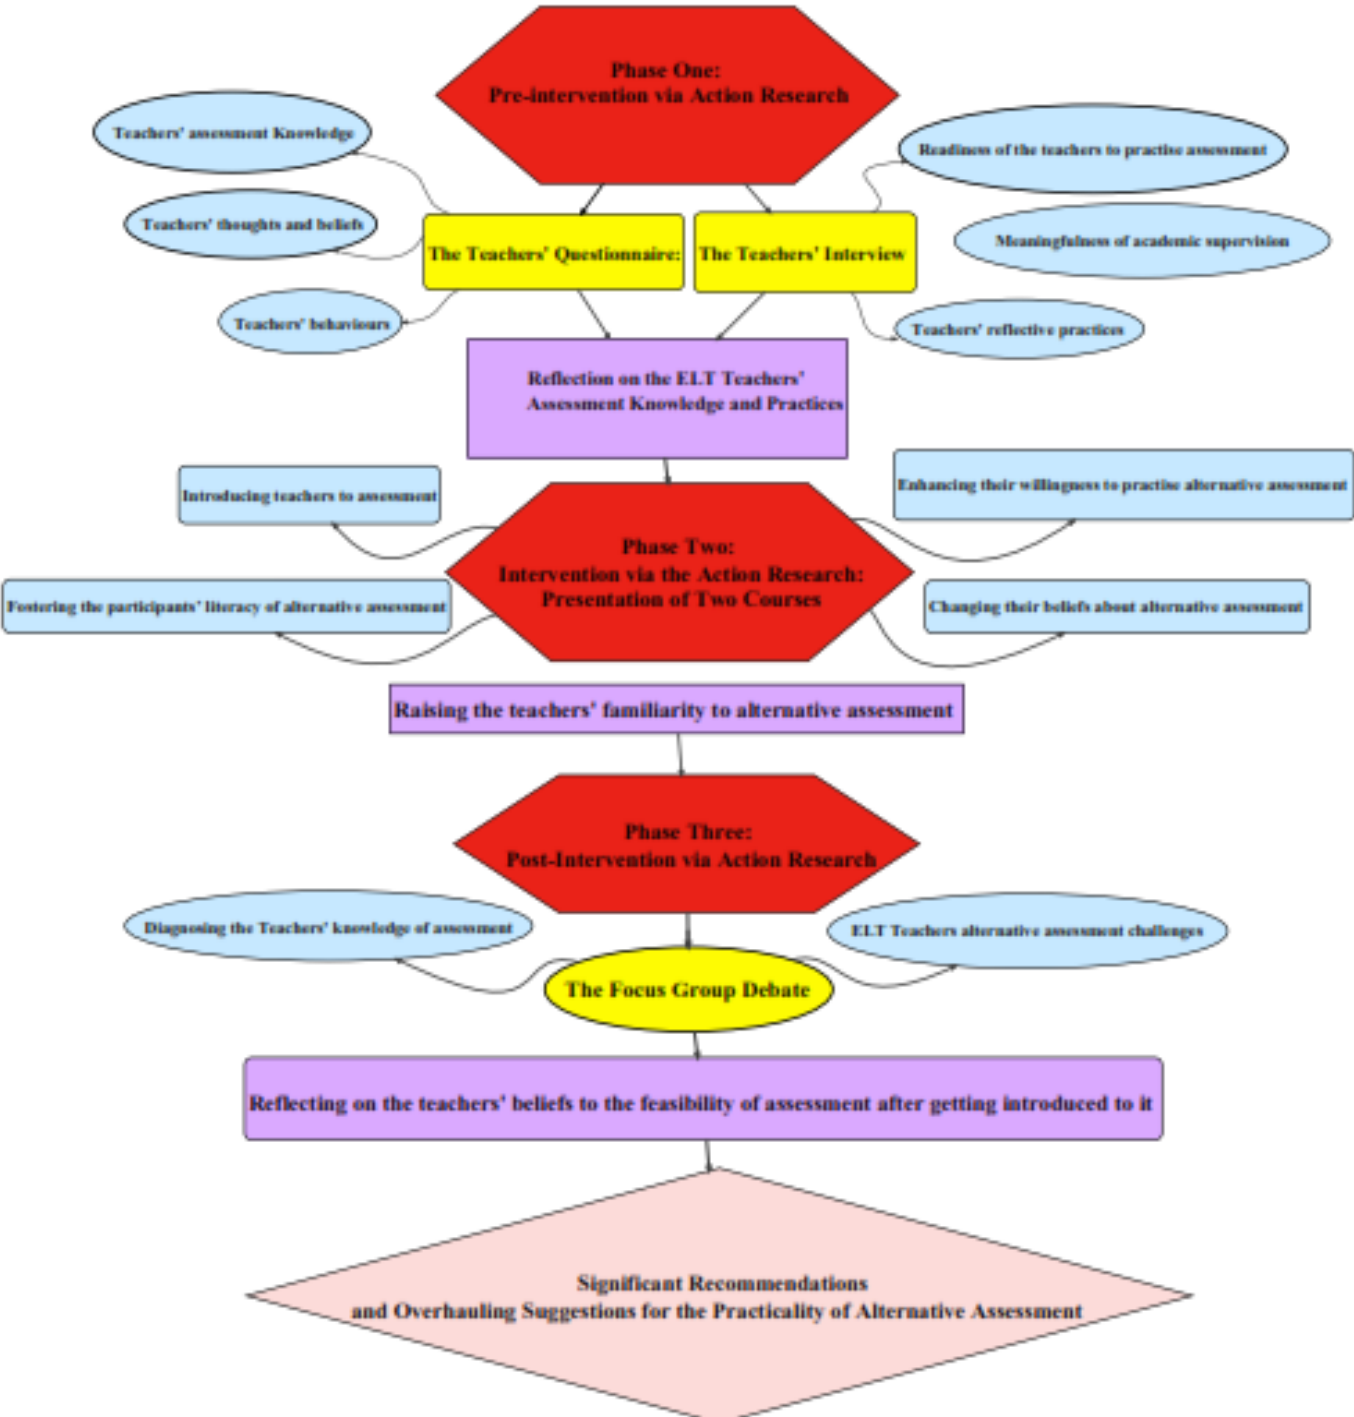 Phase One:
Pre-intervention via Action Research
Teachers' assessment Knowledge
Readiness of the teachers to practise assessment
Teachers' thoughts and beliefs
Meaningfulness of academic supervision
The Teachers' Questionnaire:
The Teachers' Interview
Teachers' behaviours
Teachers' reflective practices
Reflection on the ELT Teachers'
Assessment Knowledge and Practices
Introducing teachers to assessment
Enhancing their willingness to practise alternative assessment
Phase Two:
Intervention via the Action Research:
Presentation of Two Courses
Fostering the participants' literacy of alternative assessment
Changing their beliefs about alternative assessment
Raising the teachers' familiarity to alternative assessment
Phase Three:
Post-Intervention via Action Research
Diagnosing the Teachers' knowledge of assessment
ELT Teachers alternative assessment challenges
The Focus Group Debate
Reflecting on the teachers' beliefs to the feasibility of assessment after getting introduced to it
Significant Recommendations
and Overhauling Suggestions for the Practicality of Alternative Assessment